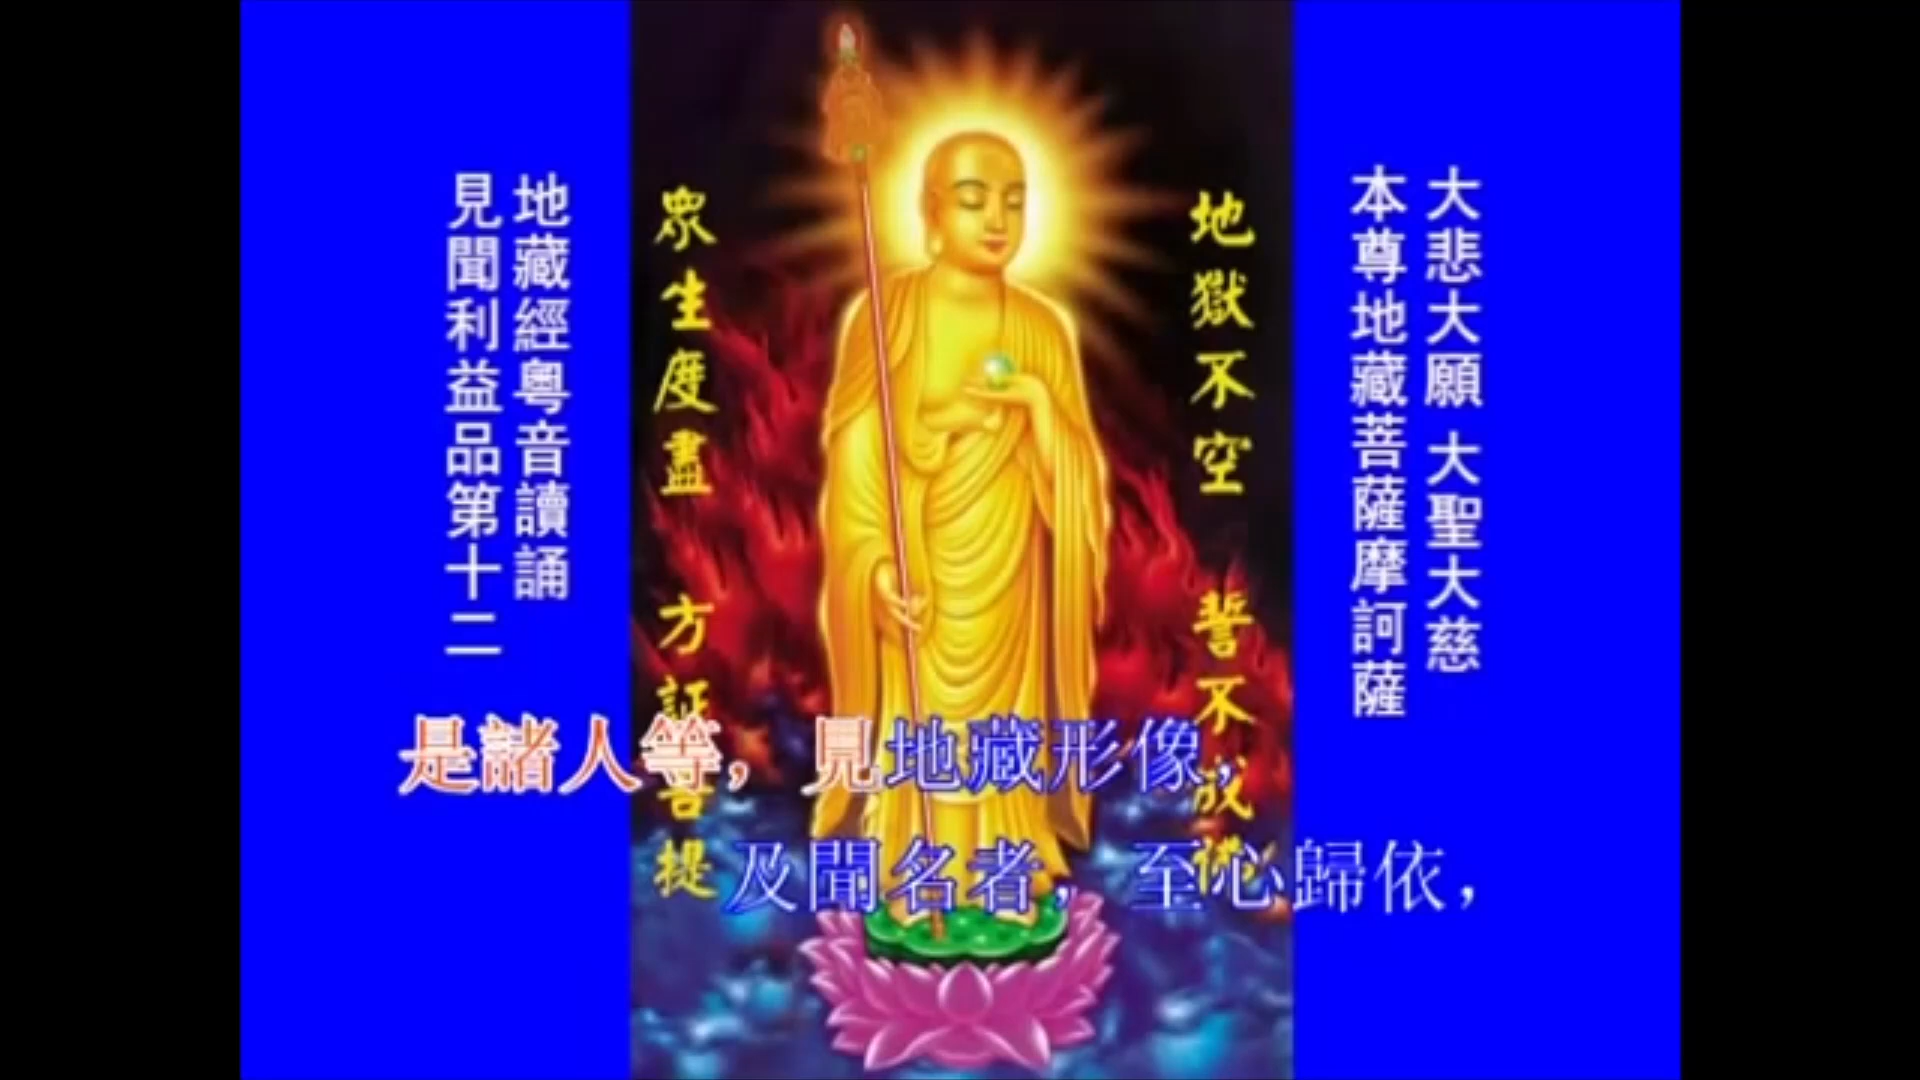 大悲大願 大聖大慈
本尊地藏菩薩摩訶薩
地獄不空 誓不成佛
眾生度盡 方証菩提
地藏經粵音讀誦
見聞利益品第十二
是諸人等，見地藏形像，
及聞名者，至心歸依，